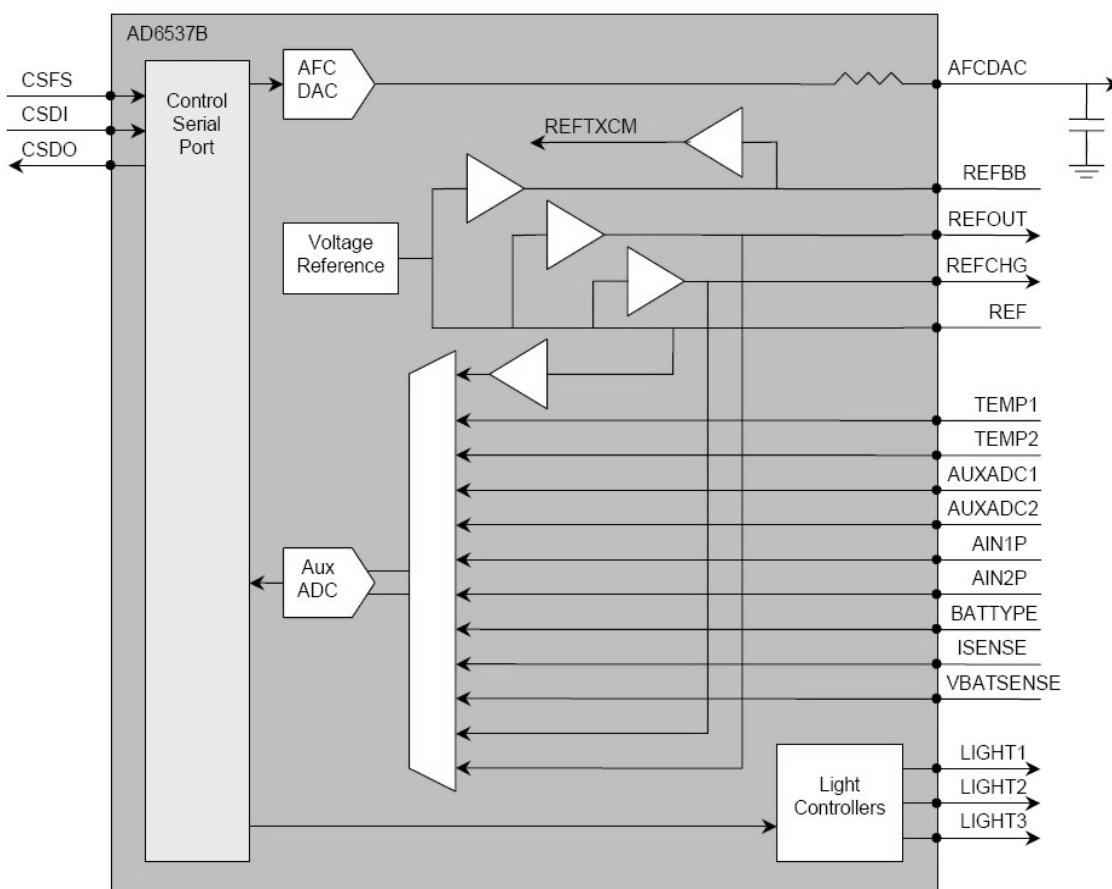 AD6537B
CSFS
CSDI
CSDO
Control
Serial
Port
AFC
DAC
AFCDAC
REFTXCM
REFBB
Voltage
Reference
REFOUT
REFCHG
REF
TEMP1
TEMP2
AUXADC1
AUXADC2
AIN1P
Aux
ADC
AIN2P
BATTYPE
ISENSE
VBATSENSE
Light
Controllers
LIGHT1
LIGHT2
LIGHT3